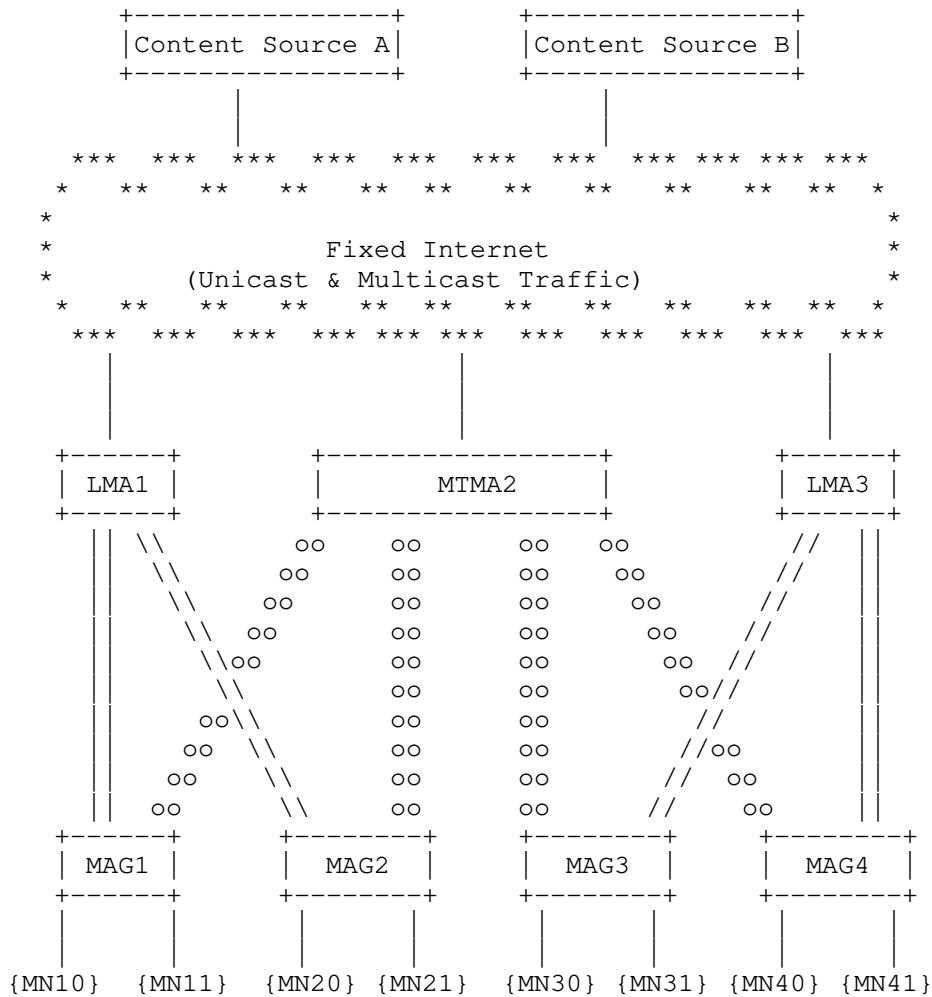 Content Source A Content Source B
Fixed Internet
(Unicast & Multicast Traffic)
LMA1 MTMA2 LMA3
MAG1 MAG2 MAG3 MAG4
{MN10} {MN11} {MN20} {MN21} {MN30} {MN31} {MN40} {MN41}